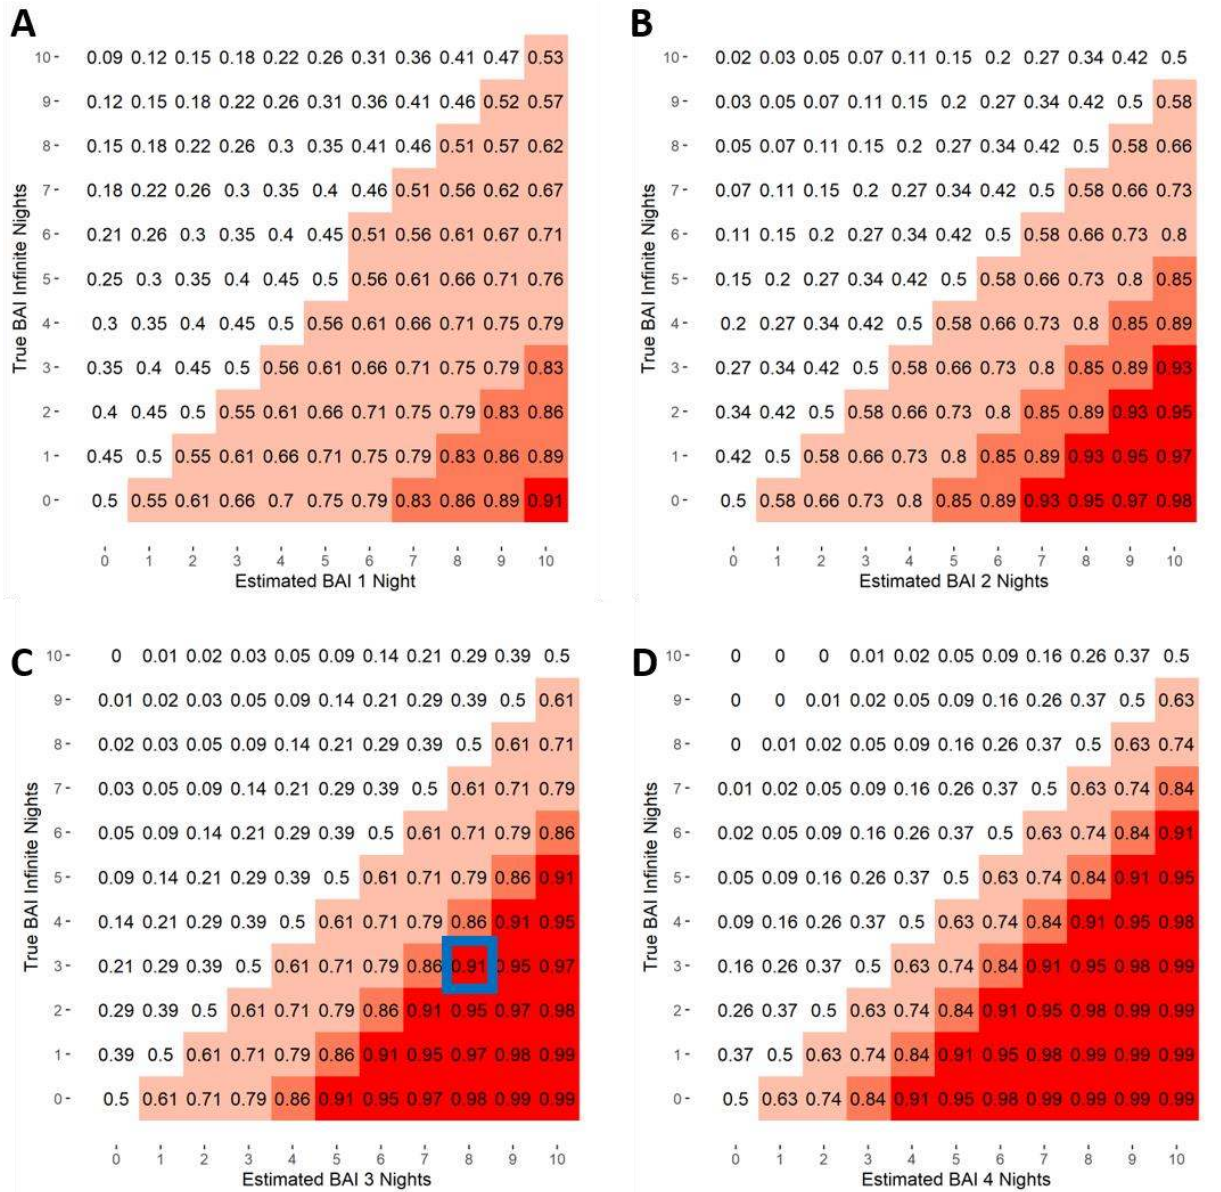 A
True BAI Infinite Nights
10 - 0.09 0.12 0.15 0.18 0.22 0.26 0.31 0.36 0.41 0.47 0.53
9 - 0.12 0.15 0.18 0.22 0.26 0.31 0.36 0.41 0.46 0.52 0.57
8 - 0.15 0.18 0.22 0.26 0.3 0.35 0.41 0.46 0.51 0.57 0.62
7 - 0.18 0.22 0.26 0.3 0.35 0.4 0.46 0.51 0.56 0.62 0.67
6 - 0.21 0.26 0.3 0.35 0.4 0.45 0.51 0.56 0.61 0.67 0.71
5 - 0.25 0.3 0.35 0.4 0.45 0.5 0.56 0.61 0.66 0.71 0.76
4 - 0.3 0.35 0.4 0.45 0.5 0.56 0.61 0.66 0.71 0.75 0.79
3 - 0.35 0.4 0.45 0.5 0.56 0.61 0.66 0.71 0.75 0.79 0.83
2 - 0.4 0.45 0.5 0.55 0.61 0.66 0.71 0.75 0.79 0.83 0.86
1 - 0.45 0.5 0.55 0.61 0.66 0.71 0.75 0.79 0.83 0.86 0.89
0 - 0.5 0.55 0.61 0.66 0.7 0.75 0.79 0.83 0.86 0.89 0.91
0 1 2 3 4 5 6 7 8 9 10
Estimated BAI 1 Night
B
True BAI Infinite Nights
10 - 0.02 0.03 0.05 0.07 0.11 0.15 0.2 0.27 0.34 0.42 0.5
9 - 0.03 0.05 0.07 0.11 0.15 0.2 0.27 0.34 0.42 0.5 0.58
8 - 0.05 0.07 0.11 0.15 0.2 0.27 0.34 0.42 0.5 0.58 0.66
7 - 0.07 0.11 0.15 0.2 0.27 0.34 0.42 0.5 0.58 0.66 0.73
6 - 0.11 0.15 0.2 0.27 0.34 0.42 0.5 0.58 0.66 0.73 0.8
5 - 0.15 0.2 0.27 0.34 0.42 0.5 0.58 0.66 0.73 0.8 0.85
4 - 0.2 0.27 0.34 0.42 0.5 0.58 0.66 0.73 0.8 0.85 0.89
3 - 0.27 0.34 0.42 0.5 0.58 0.66 0.73 0.8 0.85 0.89 0.93
2 - 0.34 0.42 0.5 0.58 0.66 0.73 0.8 0.85 0.89 0.93 0.95
1 - 0.42 0.5 0.58 0.66 0.73 0.8 0.85 0.89 0.93 0.95 0.97
0 - 0.5 0.58 0.66 0.73 0.8 0.85 0.89 0.93 0.95 0.97 0.98
0 1 2 3 4 5 6 7 8 9 10
Estimated BAI 2 Nights
C
True BAI Infinite Nights
10 - 0 0.01 0.02 0.03 0.05 0.09 0.14 0.21 0.29 0.39 0.5
9 - 0.01 0.02 0.03 0.05 0.09 0.14 0.21 0.29 0.39 0.5 0.61
8 - 0.02 0.03 0.05 0.09 0.14 0.21 0.29 0.39 0.5 0.61 0.71
7 - 0.03 0.05 0.09 0.14 0.21 0.29 0.39 0.5 0.61 0.71 0.79
6 - 0.05 0.09 0.14 0.21 0.29 0.39 0.5 0.61 0.71 0.79 0.86
5 - 0.09 0.14 0.21 0.29 0.39 0.5 0.61 0.71 0.79 0.86 0.91
4 - 0.14 0.21 0.29 0.39 0.5 0.61 0.71 0.79 0.86 0.91 0.95
3 - 0.21 0.29 0.39 0.5 0.61 0.71 0.79 0.86 0.91 0.95 0.97
2 - 0.29 0.39 0.5 0.61 0.71 0.79 0.86 0.91 0.95 0.97 0.98
1 - 0.39 0.5 0.61 0.71 0.79 0.86 0.91 0.95 0.97 0.98 0.99
0 - 0.5 0.61 0.71 0.79 0.86 0.91 0.95 0.97 0.98 0.99 0.99
0 1 2 3 4 5 6 7 8 9 10
Estimated BAI 3 Nights
D
True BAI Infinite Nights
10 - 0 0 0 0.01 0.02 0.05 0.09 0.16 0.26 0.37 0.5
9 - 0 0 0.01 0.02 0.05 0.09 0.16 0.26 0.37 0.5 0.63
8 - 0 0.01 0.02 0.05 0.09 0.16 0.26 0.37 0.5 0.63 0.74
7 - 0.01 0.02 0.05 0.09 0.16 0.26 0.37 0.5 0.63 0.74 0.84
6 - 0.02 0.05 0.09 0.16 0.26 0.37 0.5 0.63 0.74 0.84 0.91
5 - 0.05 0.09 0.16 0.26 0.37 0.5 0.63 0.74 0.84 0.91 0.95
4 - 0.09 0.16 0.26 0.37 0.5 0.63 0.74 0.84 0.91 0.95 0.98
3 - 0.16 0.26 0.37 0.5 0.63 0.74 0.84 0.91 0.95 0.98 0.99
2 - 0.26 0.37 0.5 0.63 0.74 0.84 0.91 0.95 0.98 0.99 0.99
1 - 0.37 0.5 0.63 0.74 0.84 0.91 0.95 0.98 0.99 0.99 0.99
0 - 0.5 0.63 0.74 0.84 0.91 0.95 0.98 0.99 0.99 0.99 0.99
0 1 2 3 4 5 6 7 8 9 10
Estimated BAI 4 Nights